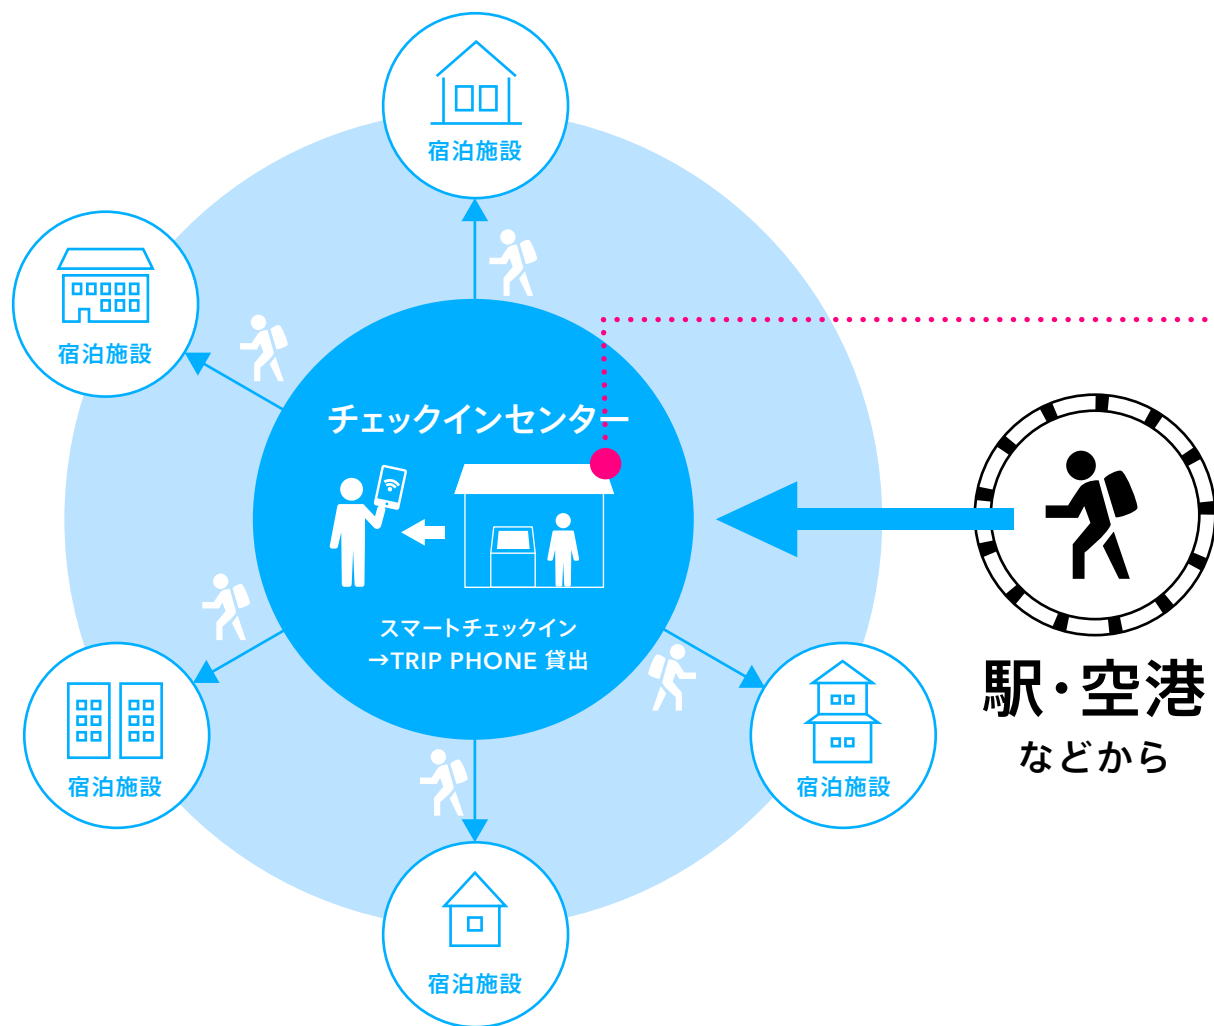 宿泊施設
宿泊施設
チェックインセンター
スマートチェックイン
→TRIP PHONE 貸出
駅・空港
などから
宿泊施設
宿泊施設
宿泊施設